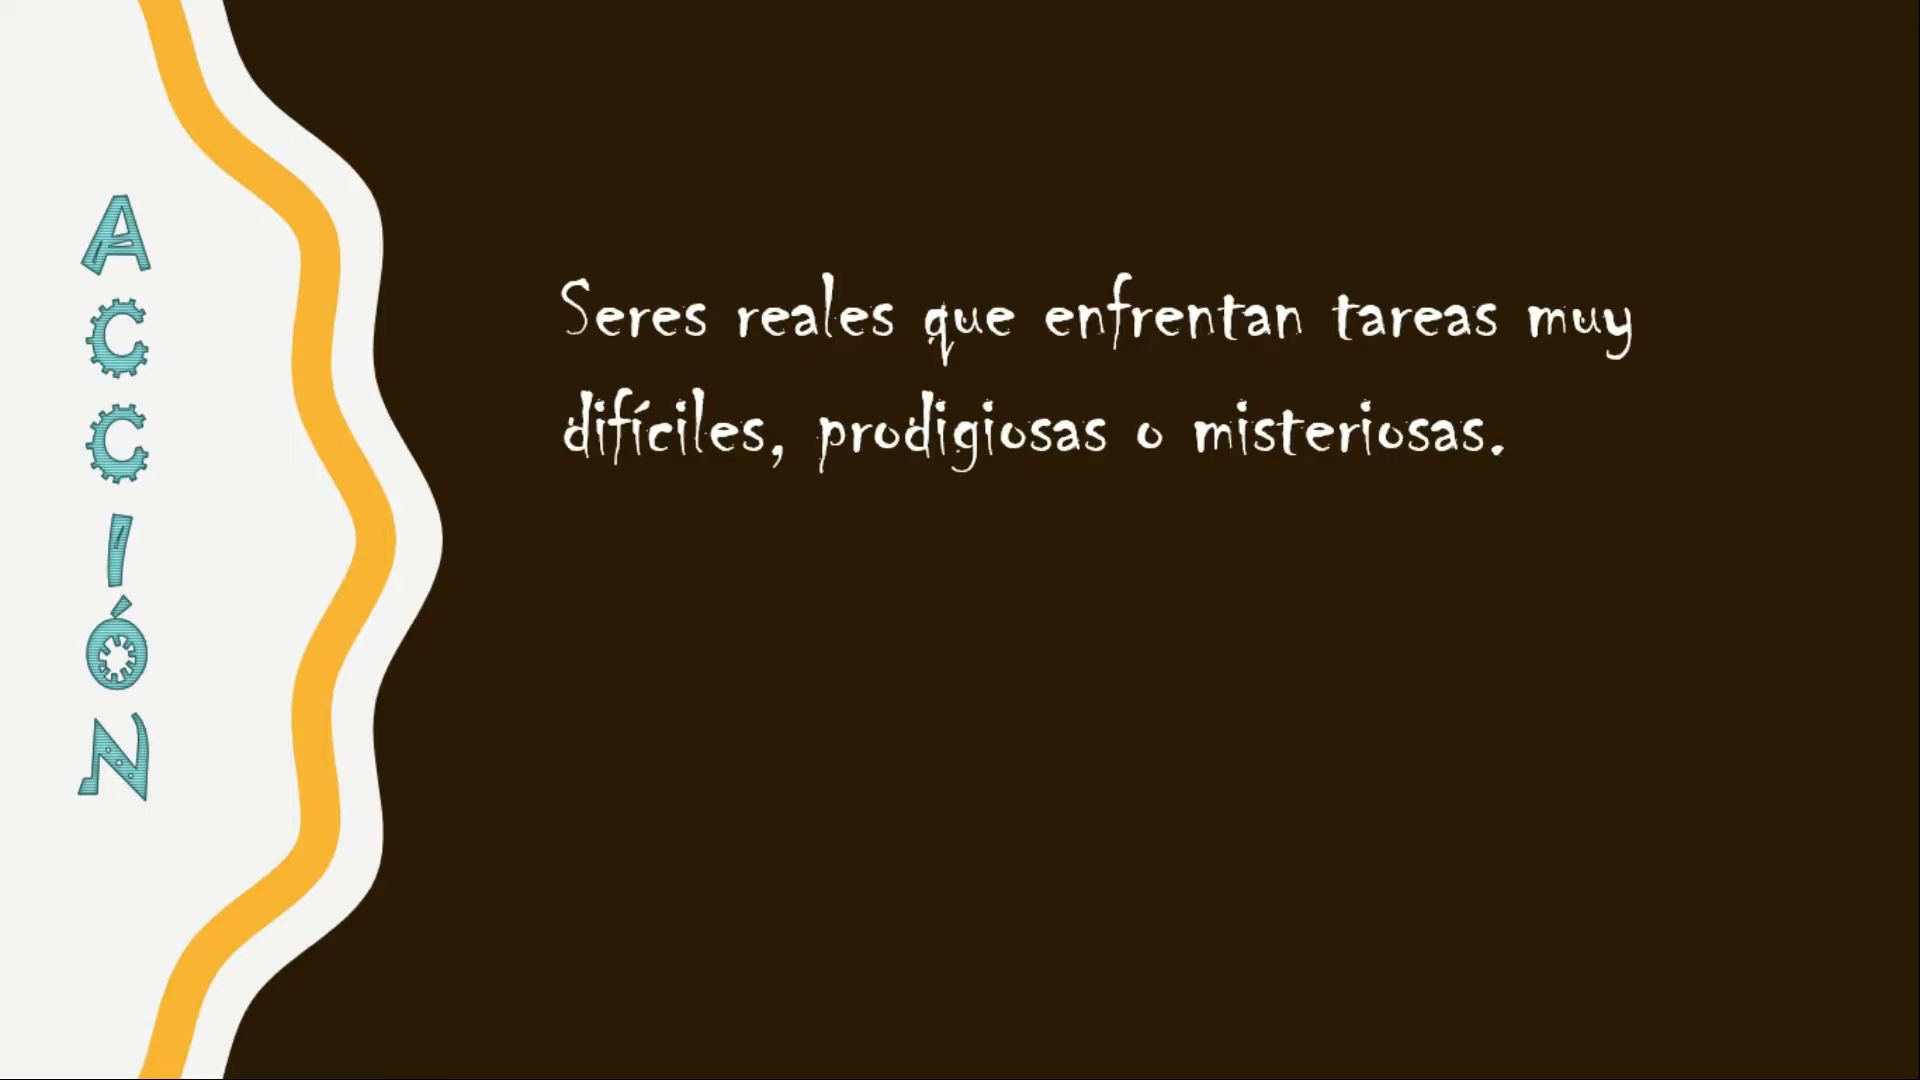 ACCIÓN
Seres reales que enfrentan tareas muy
difíciles, prodigiosas o misteriosas.